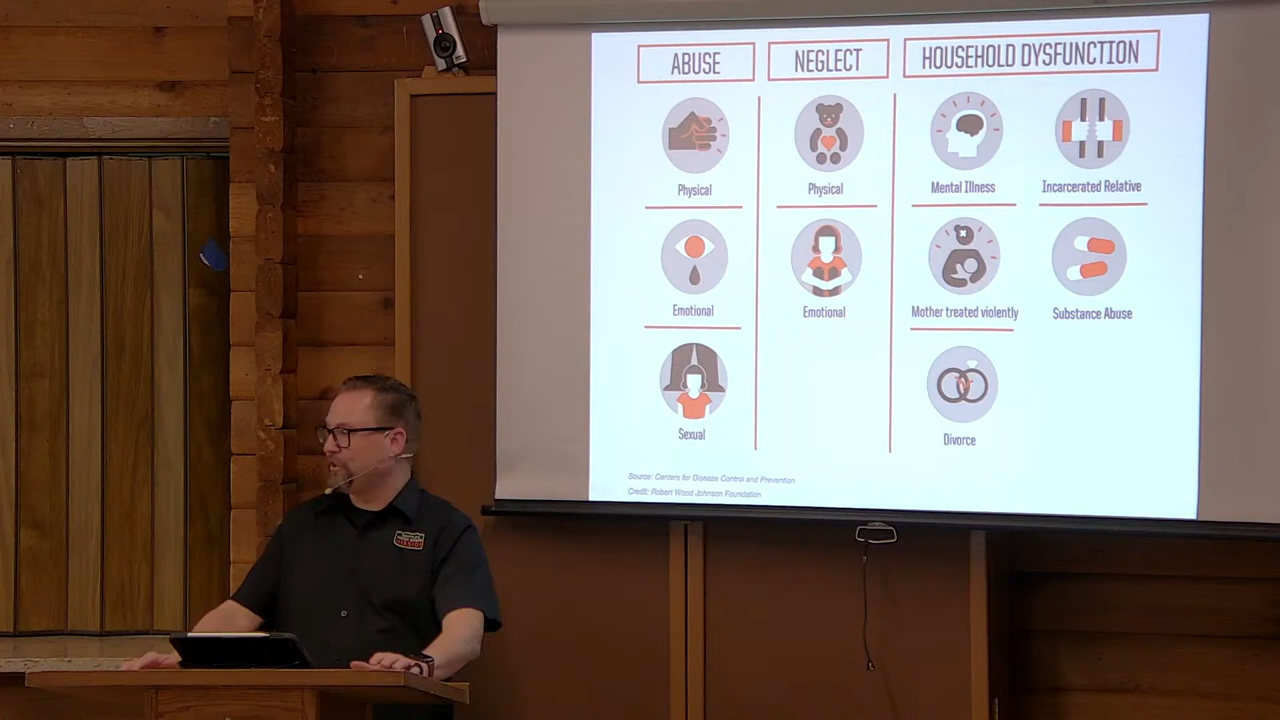 ABUSE
NEGLECT
HOUSEHOLD DYSFUNCTION
Physical
Physical
Mental Illness
Incarcerated Relative
Emotional
Emotional
Mother treated violently
Substance Abuse
Sexual
Divorce
Source: Centers for Disease Control and Prevention
Credit: Robert Wood Johnson Foundation